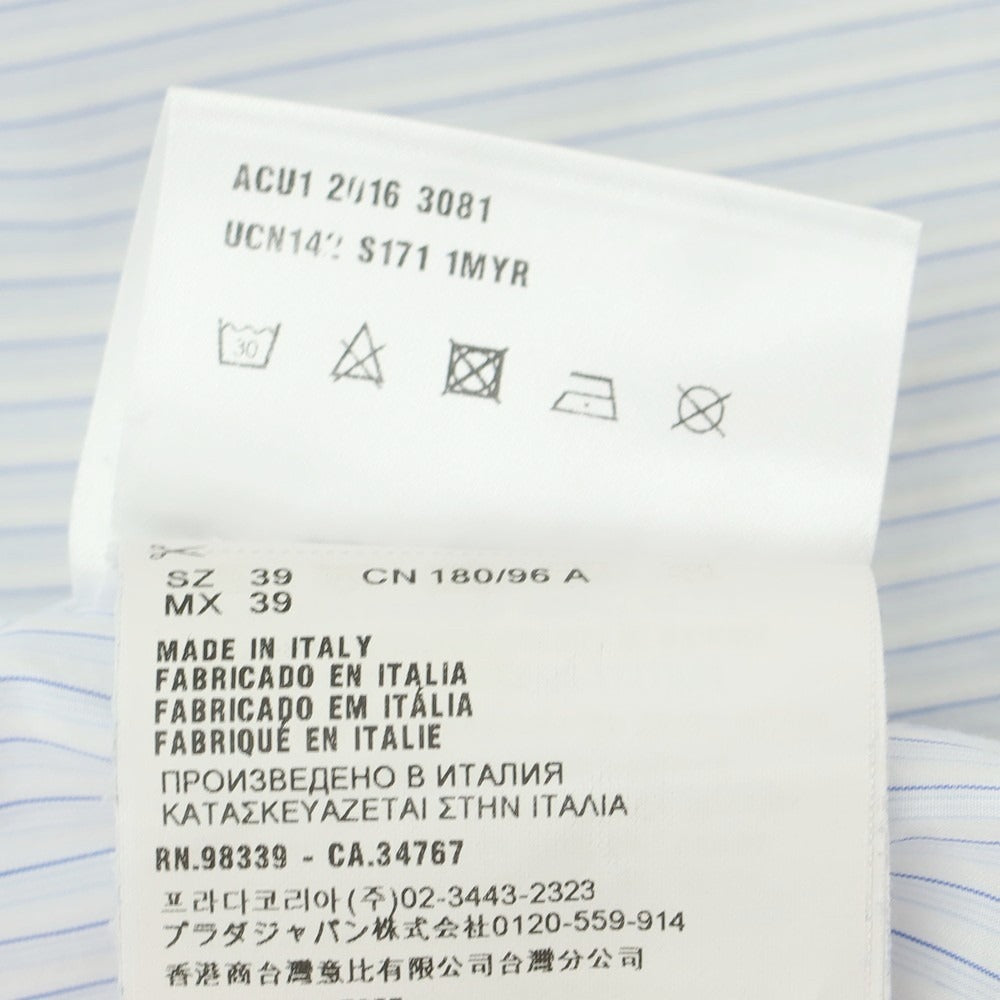 ACU1 2016 3081
S171 1MYR
30
SZ 39 CN 180/96 A
MX 39
MADE IN ITALY
FABRICADO EN ITALIA
FABRICADO EM ITÁLIA
FABRIQUÉ EN ITALIE
ПРОИЗВЕДЕНО В ИТАЛИЯ
ΚΑΤΑΣΚΕΥΑΖΕΤΑΙ ΣΤΗΝ ΙΤΑΛΙΑ
RN.98339 - CA.34767
프라다코리아(주)02-3443-2323
プラダジャパン株式会社0120-559-914
香港商台灣意比有限公司台灣分公司